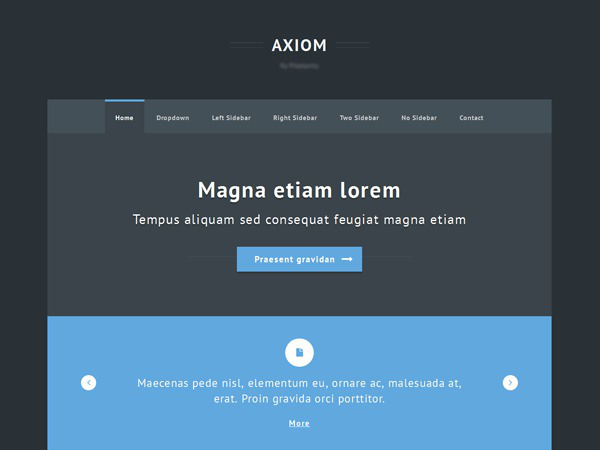 AXIOM
Home
Dropdown
Left Sidebar
Right Sidebar
Two Sidebar
No Sidebar
Contact
Magna etiam lorem
Tempus aliquam sed consequat feugiat magna etiam
Praesent gravidan
Maecenas pede nisl, elementum eu, ornare ac, malesuada at,
erat. Proin gravida orci porttitor.
More